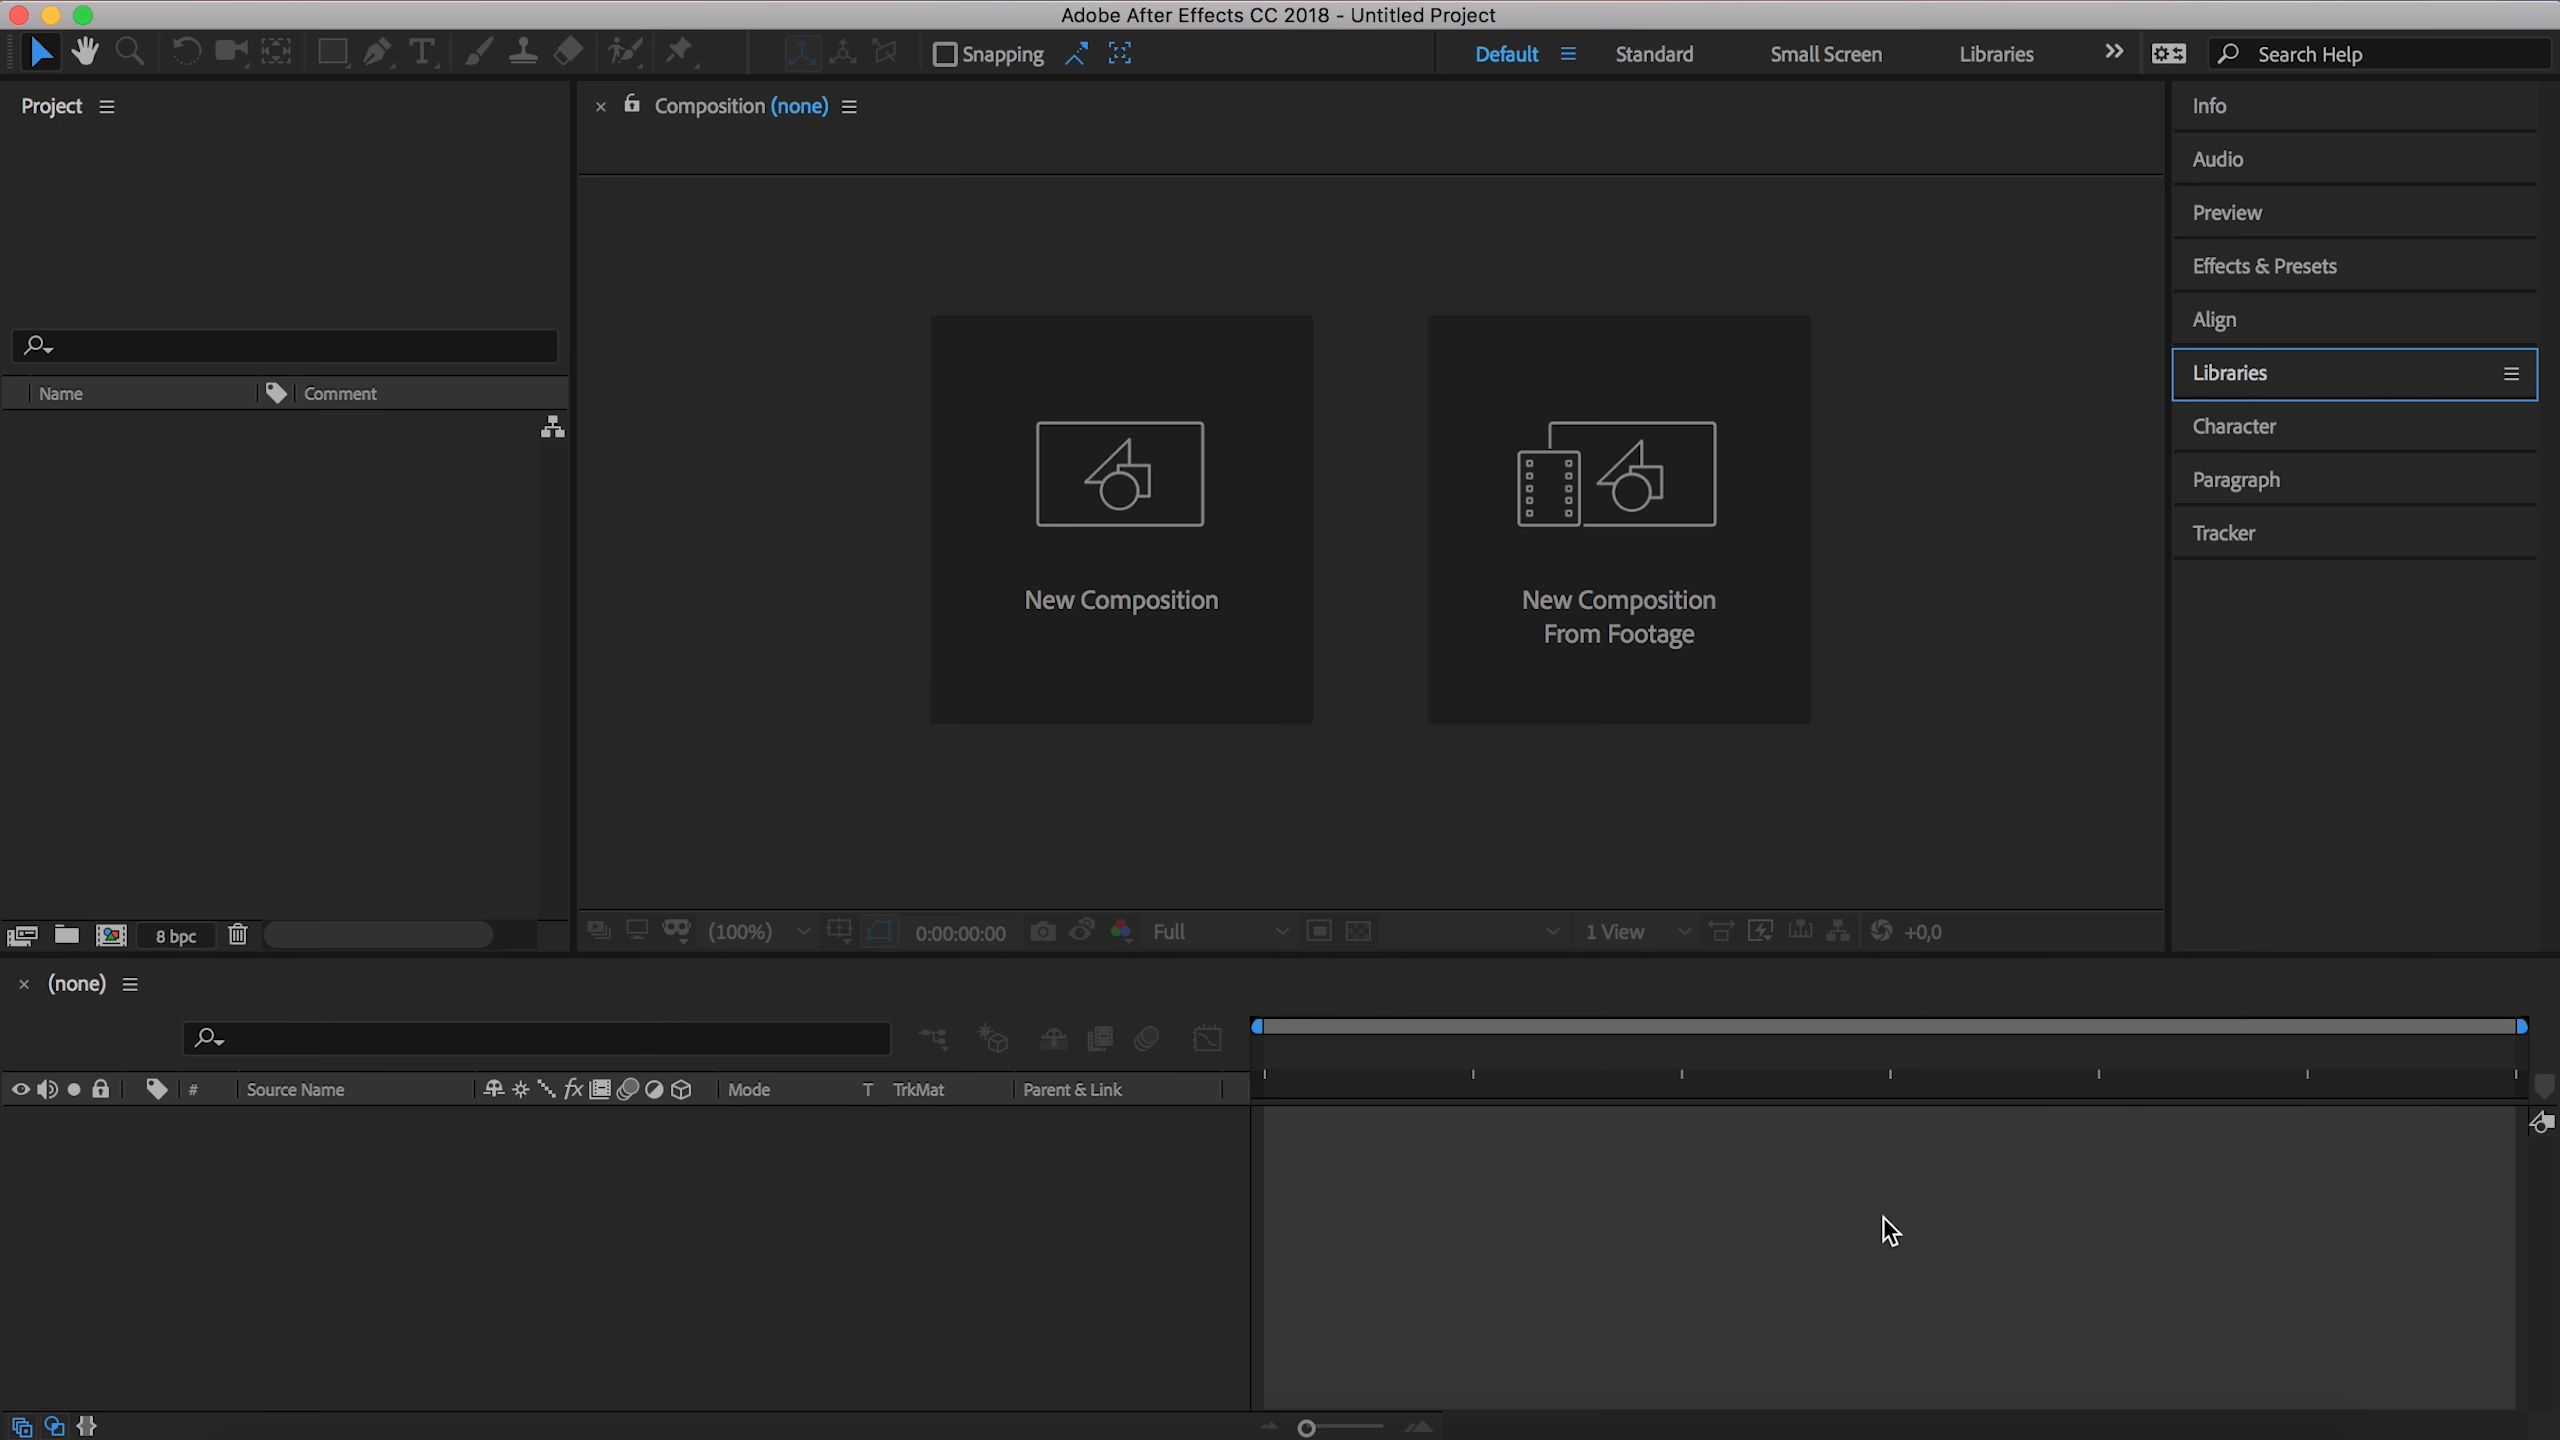 Adobe After Effects CC 2018 - Untitled Project
Snapping
Default
Standard
Small Screen
Libraries
Search Help
Project
Name
Comment
8 bpc
Composition (none)
New Composition
New Composition
From Footage
(100%)
0:00:00:00
Full
1 View
+0,0
Info
Audio
Preview
Effects & Presets
Align
Libraries
Character
Paragraph
Tracker
(none)
#
Source Name
fx
Mode
T
TrkMat
Parent & Link